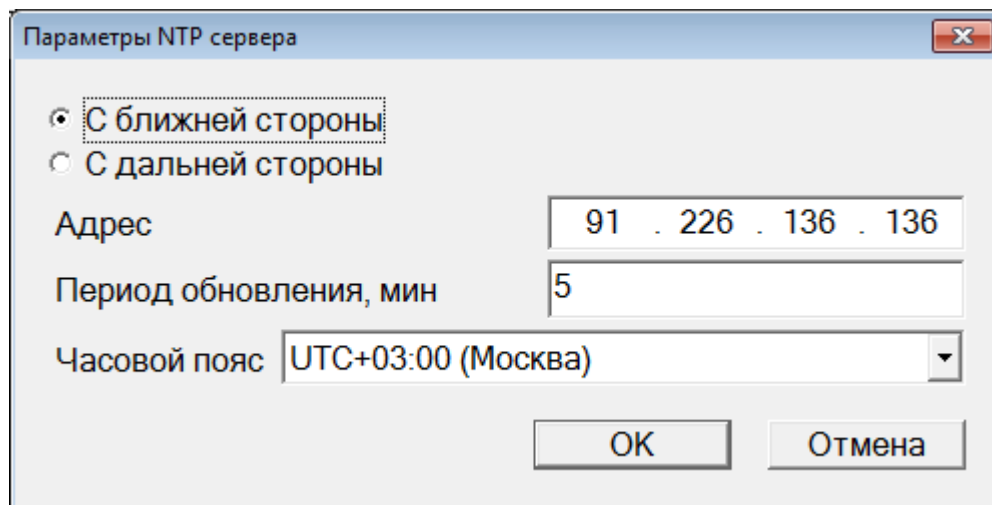 Параметры NTP сервера
С ближней стороны
С дальней стороны
Адрес 91 . 226 . 136 . 136
Период обновления, мин 5
Часовой пояс UTC+03:00 (Москва)
OK Отмена